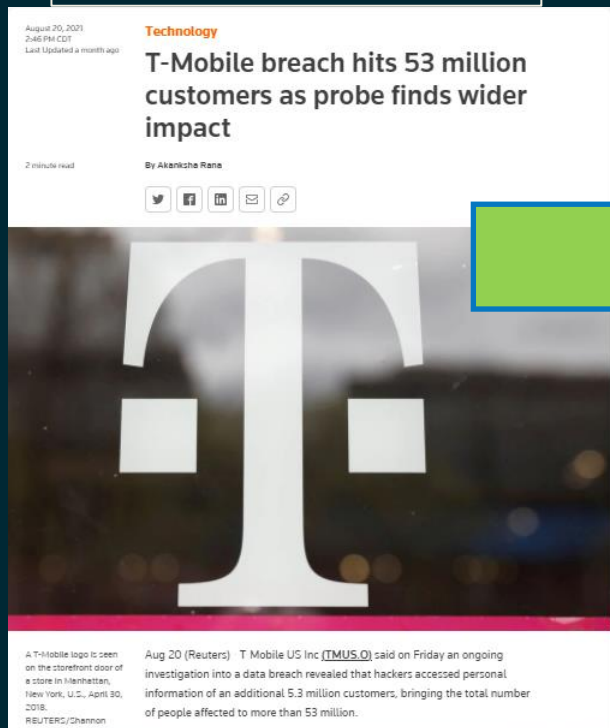 August 20, 2021
2:46 PM CDT
Last Updated a month ago
Technology
T-Mobile breach hits 53 million
customers as probe finds wider
impact
2 minute read
By Akanksha Rana
T
A T-Mobile logo is seen
on the storefront door of
a store in Manhattan,
New York, U.S., April 30,
2018.
REUTERS/Shannon
Aug 20 (Reuters) T Mobile US Inc (TMUS.O) said on Friday an ongoing
investigation into a data breach revealed that hackers accessed personal
information of an additional 5.3 million customers, bringing the total number
of people affected to more than 53 million.